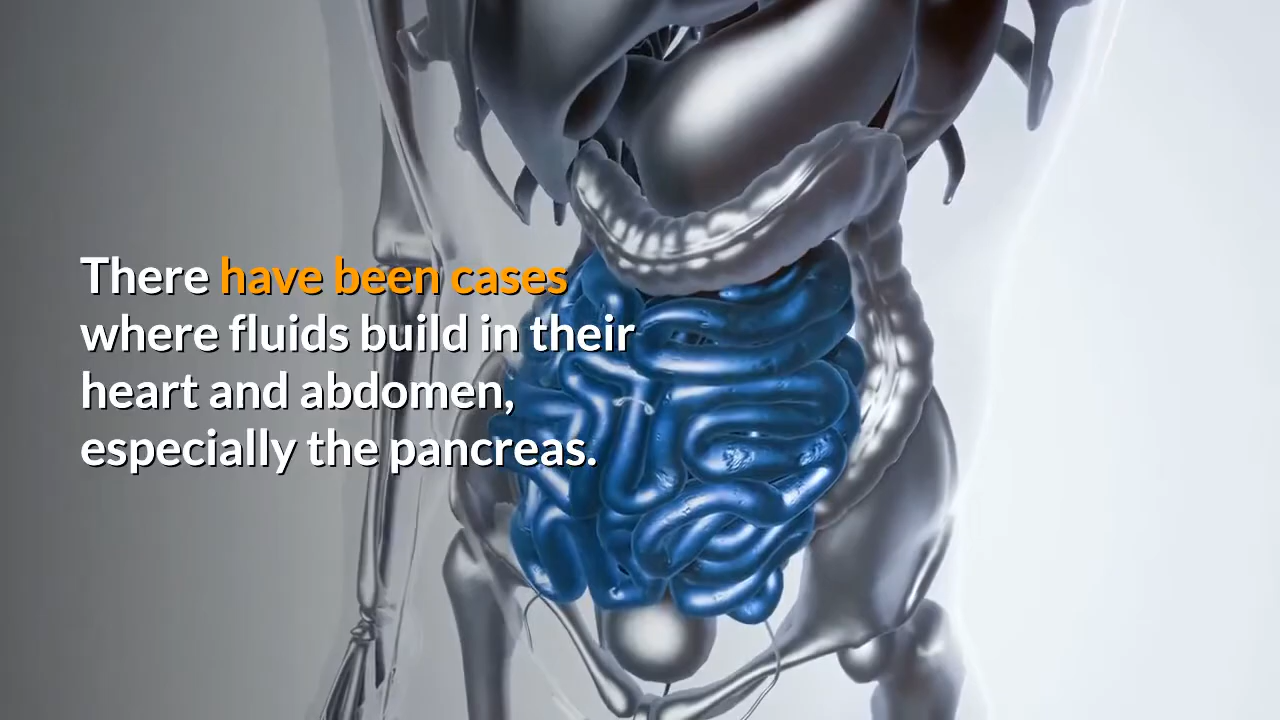 There have been cases
where fluids build in their
heart and abdomen,
especially the pancreas.